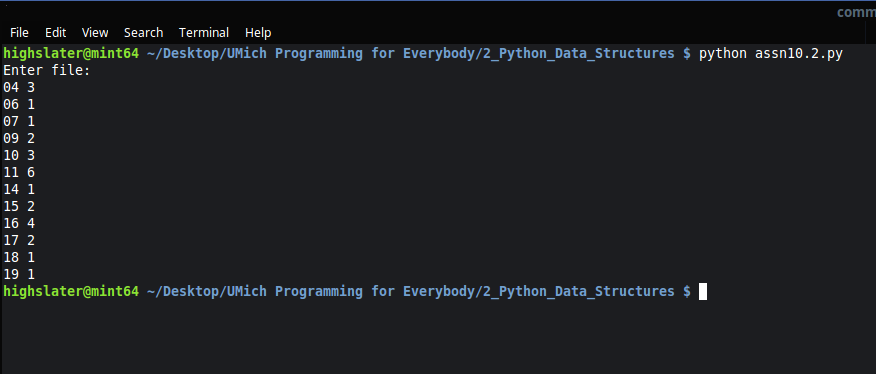 comm
File Edit View Search Terminal Help
highslater@mint64 ~/Desktop/UMich Programming for Everybody/2_Python_Data_Structures $ python assn10.2.py
Enter file:
04 3
06 1
07 1
09 2
10 3
11 6
14 1
15 2
16 4
17 2
18 1
19 1
highslater@mint64 ~/Desktop/UMich Programming for Everybody/2_Python_Data_Structures $